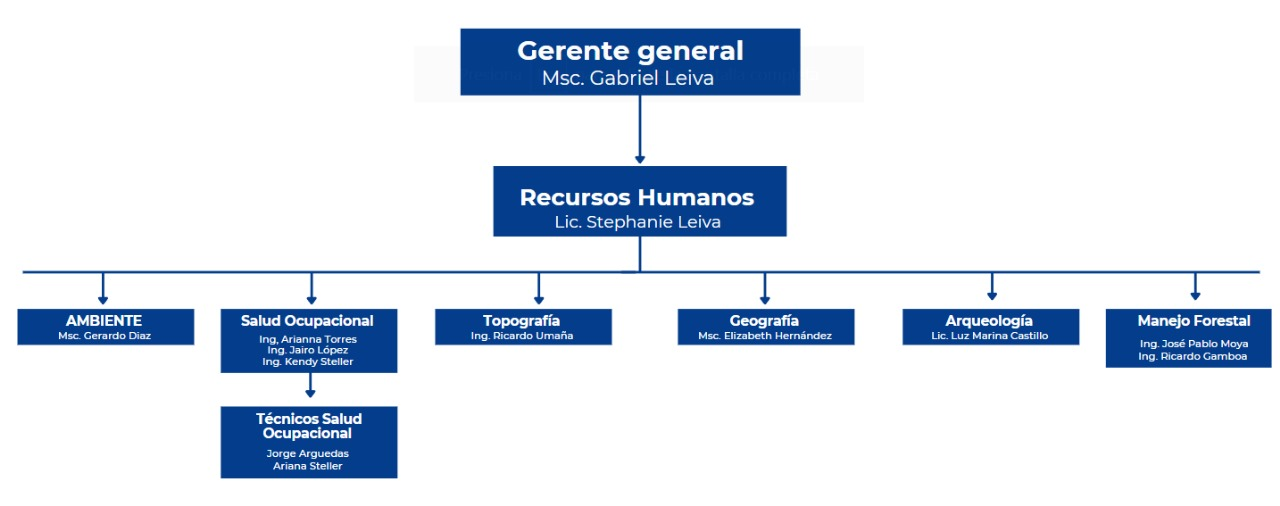 Gerente general
Msc. Gabriel Leiva
Recursos Humanos
Lic. Stephanie Leiva
AMBIENTE
Msc. Gerardo Diaz
Salud Ocupacional
Ing, Arianna Torres
Ing. Jairo López
Ing. Kendy Steller
Topografía
Ing. Ricardo Umaña
Geografía
Msc. Elizabeth Hernández
Arqueología
Lic. Luz Marina Castillo
Manejo Forestal
Ing. José Pablo Moya
Ing. Ricardo Gamboa
Técnicos Salud
Ocupacional
Jorge Arguedas
Ariana Steller